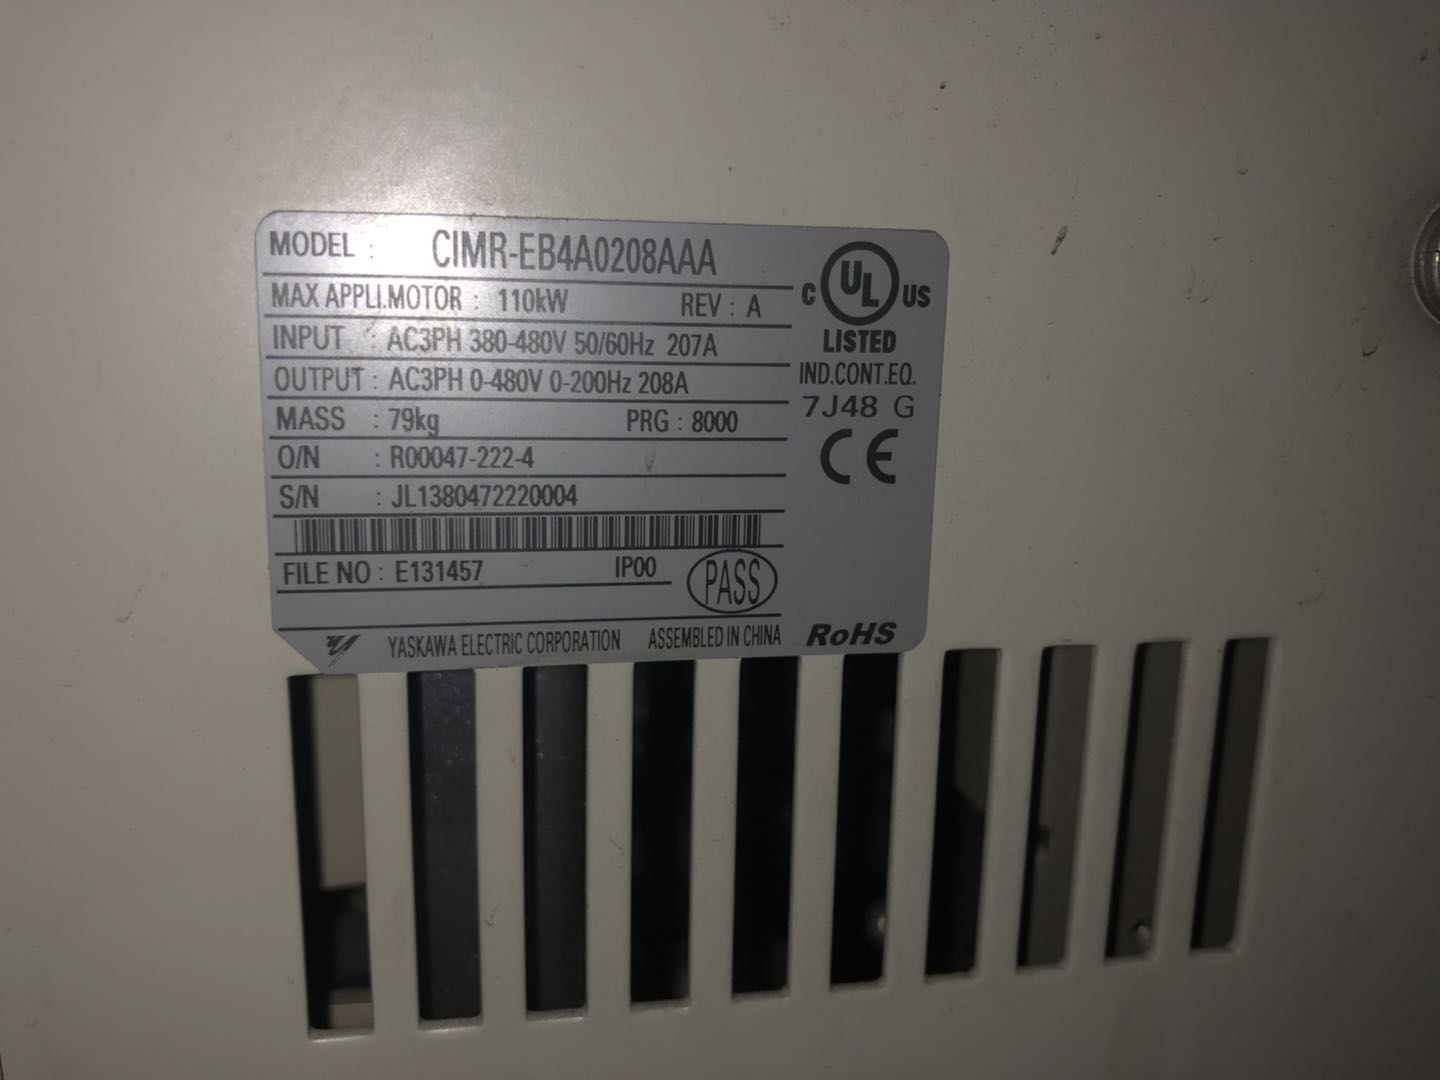 MODEL : CIMR-EB4A0208AAA
MAX APPLI.MOTOR : 110kW REV : A
INPUT : AC3PH 380-480V 50/60Hz 207A
OUTPUT : AC3PH 0-480V 0-200Hz 208A
MASS : 79kg PRG : 8000
O/N : R00047-222-4
S/N : JL1380472220004
FILE NO : E131457 IP00
PASS
YASKAWA ELECTRIC CORPORATION ASSEMBLED IN CHINA
C UL US
LISTED
IND.CONT.EQ.
7J48 G
CE
RoHS